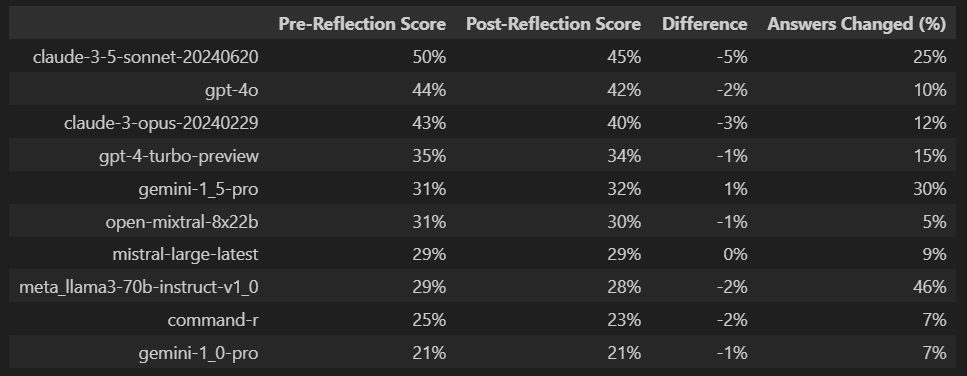 Pre-Reflection Score Post-Reflection Score Difference Answers Changed (%)
claude-3-5-sonnet-20240620 50% 45% -5% 25%
gpt-4o 44% 42% -2% 10%
claude-3-opus-20240229 43% 40% -3% 12%
gpt-4-turbo-preview 35% 34% -1% 15%
gemini-1_5-pro 31% 32% 1% 30%
open-mixtral-8x22b 31% 30% -1% 5%
mistral-large-latest 29% 29% 0% 9%
meta_llama3-70b-instruct-v1_0 29% 28% -2% 46%
command-r 25% 23% -2% 7%
gemini-1_0-pro 21% 21% -1% 7%